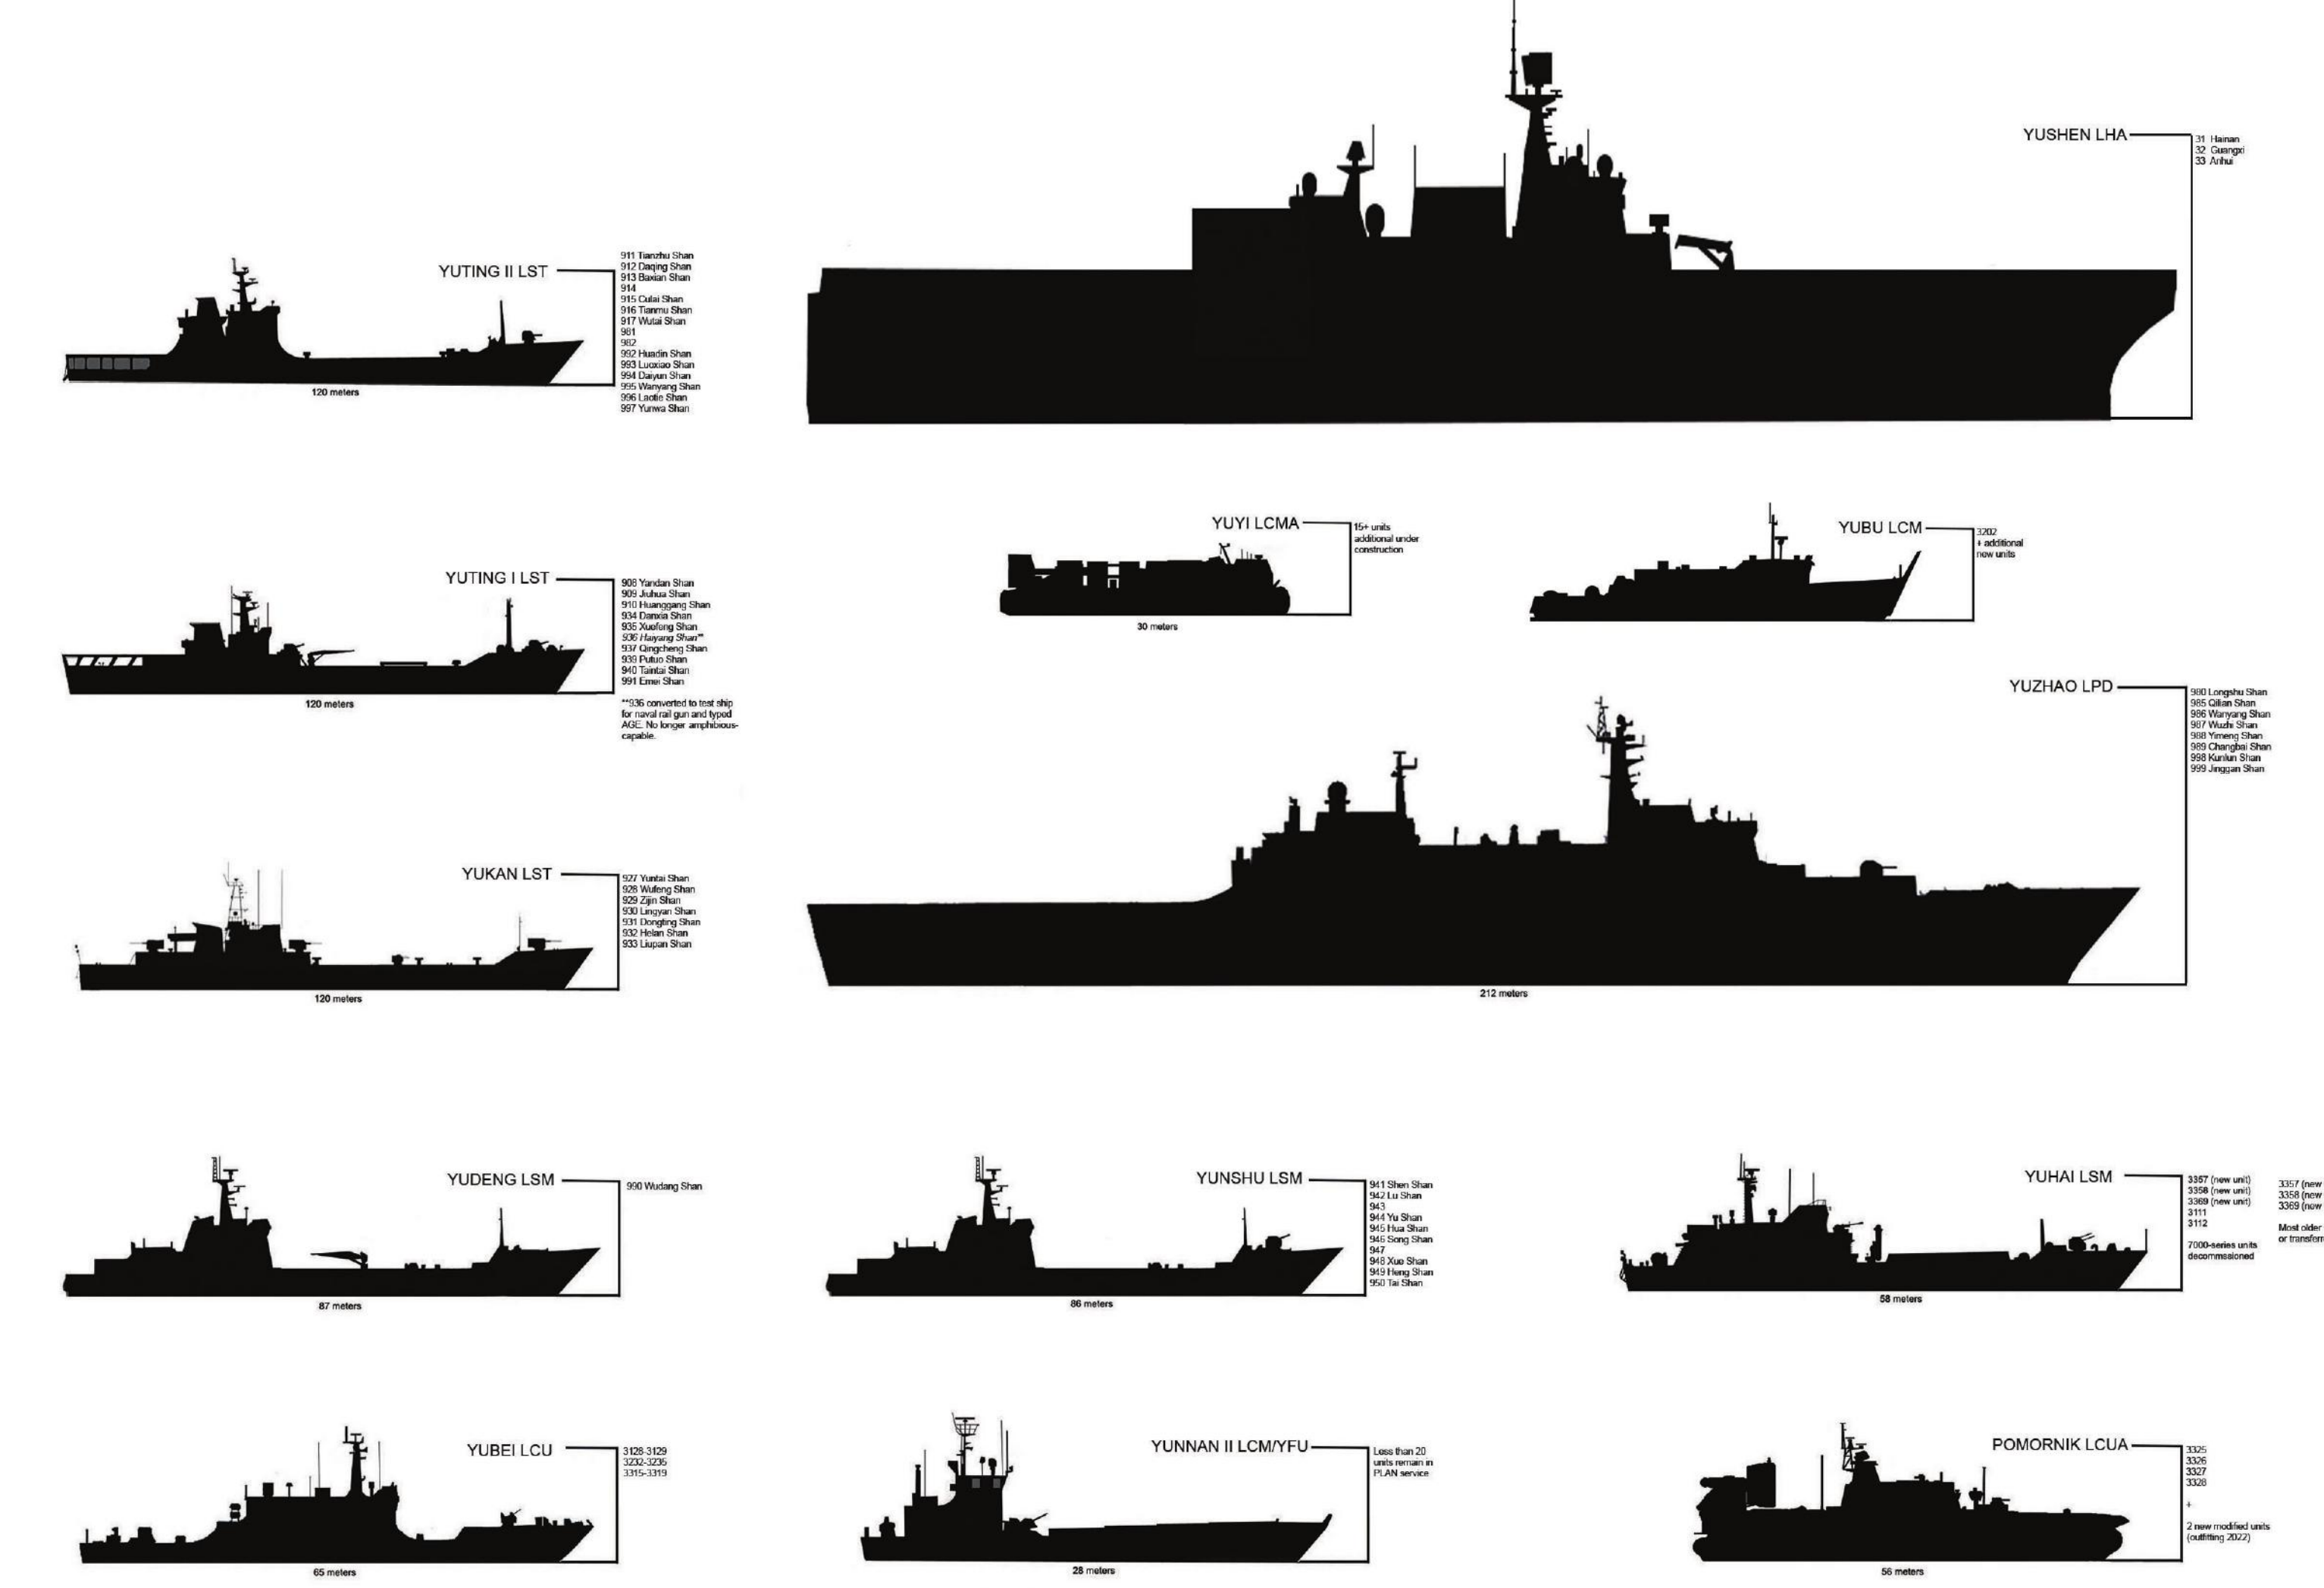 YUSHEN LHA
31 Hainan
32 Guangxi
33 Anhui
YUTING II LST
911 Tianzhu Shan
912 Daqing Shan
913 Baxian Shan
914
915 Culai Shan
916 Tianmu Shan
917 Wutai Shan
981
982
992 Huadin Shan
993 Luoxiao Shan
994 Daiyun Shan
995 Wanyang Shan
996 Laotie Shan
997 Yunwa Shan
120 meters
YUYI LCMA
15+ units
additional under
construction
30 meters
YUBU LCM
3202
+ additional
new units
YUTING I LST
908 Yandan Shan
909 Jiuhua Shan
910 Huanggang Shan
934 Danxia Shan
935 Xuefeng Shan
936 Haiyang Shan**
937 Qingcheng Shan
939 Putuo Shan
940 Taintai Shan
991 Emei Shan
**936 converted to test ship
for naval rail gun and typed
AGE. No longer amphibious-
capable.
120 meters
YUZHAO LPD
980 Longshu Shan
985 Qilian Shan
986 Wanyang Shan
987 Wuzhi Shan
988 Yimeng Shan
989 Changbai Shan
998 Kunlun Shan
999 Jinggan Shan
212 meters
YUKAN LST
927 Yuntai Shan
928 Wufeng Shan
929 Zijin Shan
930 Lingyan Shan
931 Dongting Shan
932 Helan Shan
933 Liupan Shan
120 meters
YUDENG LSM
990 Wudang Shan
87 meters
YUNSHU LSM
941 Shen Shan
942 Lu Shan
943
944 Yu Shan
945 Hua Shan
946 Song Shan
947
948 Xue Shan
949 Heng Shan
950 Tai Shan
86 meters
YUHAI LSM
3357 (new unit)
3358 (new unit)
3369 (new unit)
3111
3112
7000-series units
decommssioned
3357 (new
3358 (new
3369 (new
Most older
or transfern
58 meters
YUBEI LCU
3128-3129
3232-3235
3315-3319
65 meters
YUNNAN II LCM/YFU
Less than 20
units remain in
PLAN service
28 meters
POMORNIK LCUA
3325
3326
3327
3328
+
2 new modified units
(outfitting 2022)
56 meters